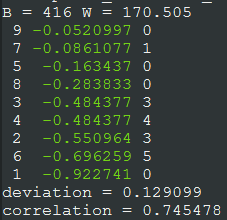 B = 416 W = 170.505
9 -0.0520997 0
7 -0.0861077 1
5 -0.163437 0
8 -0.283833 0
3 -0.484377 3
4 -0.484377 4
2 -0.550964 3
6 -0.696259 5
1 -0.922741 0
deviation = 0.129099
correlation = 0.745478